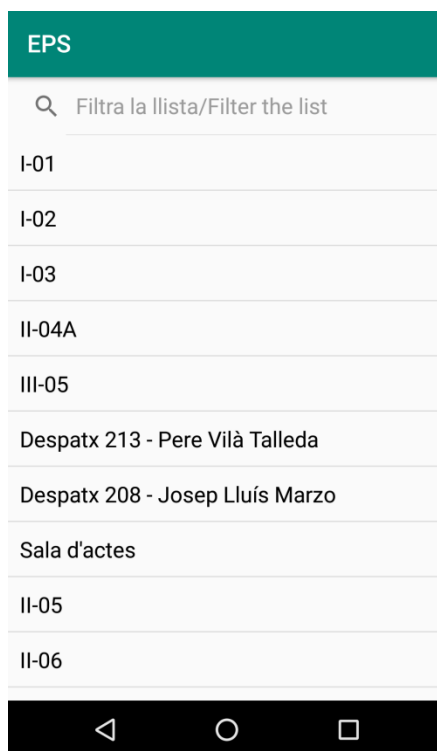 EPS
Filtra la llista/Filter the list
I-01
I-02
I-03
II-04A
III-05
Despatx 213 - Pere Vilà Talleda
Despatx 208 - Josep Lluís Marzo
Sala d'actes
II-05
II-06